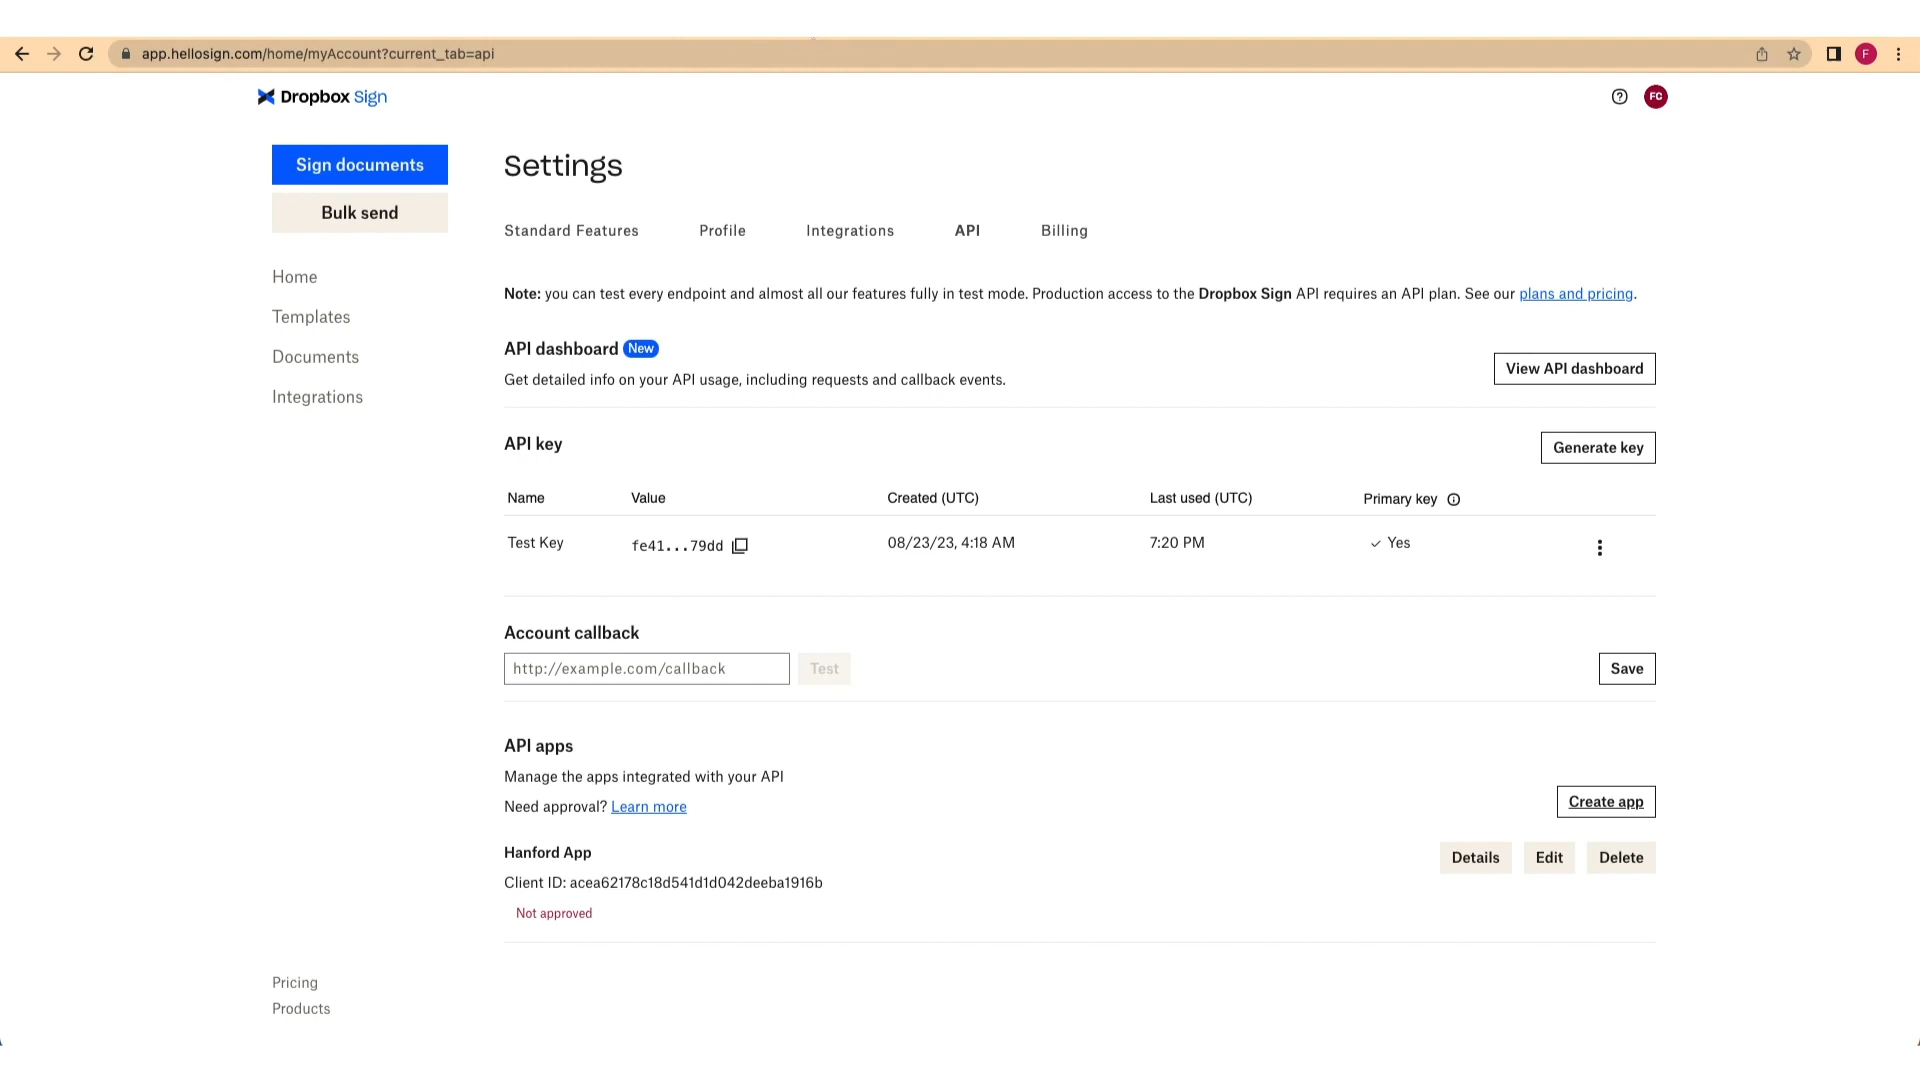 app.hellosign.com/home/myAccount?current_tab=api
F
Dropbox Sign
FC
Sign documents
Bulk send
Home
Templates
Documents
Integrations
Settings
Standard Features Profile Integrations API Billing
Note: you can test every endpoint and almost all our features fully in test mode. Production access to the Dropbox Sign API requires an API plan. See our plans and pricing.
API dashboard New
Get detailed info on your API usage, including requests and callback events.
View API dashboard
API key
Generate key
Name Value Created (UTC) Last used (UTC) Primary key
Test Key fe41...79dd 08/23/23, 4:18 AM 7:20 PM Yes
Account callback
http://example.com/callback Test Save
API apps
Manage the apps integrated with your API
Need approval? Learn more
Create app
Hanford App
Details Edit Delete
Client ID: acea62178c18d541d1d042deeba1916b
Not approved
Pricing
Products